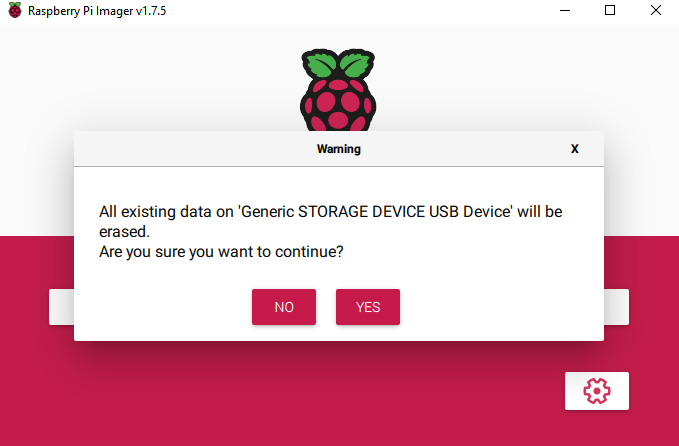 Raspberry Pi Imager v1.7.5
Warning
X
All existing data on 'Generic STORAGE DEVICE USB Device' will be
erased.
Are you sure you want to continue?
NO
YES